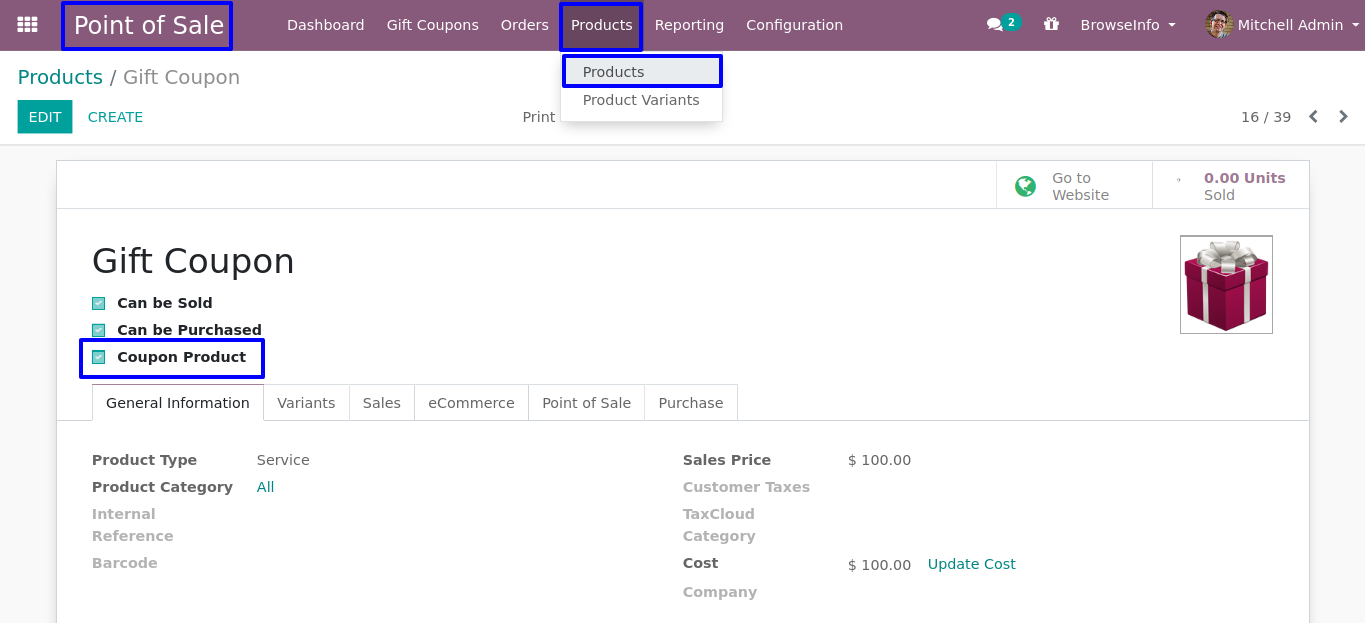 Point of Sale Dashboard Gift Coupons Orders Products Reporting Configuration 2 BrowseInfo Mitchell Admin
Products / Gift Coupon
Products
Product Variants
EDIT CREATE Print 16 / 39
Go to
Website
0.00 Units
Sold
Gift Coupon
Can be Sold
Can be Purchased
Coupon Product
General Information Variants Sales eCommerce Point of Sale Purchase
Product Type Service
Product Category All
Internal
Reference
Barcode
Sales Price $ 100.00
Customer Taxes
TaxCloud
Category
Cost $ 100.00 Update Cost
Company